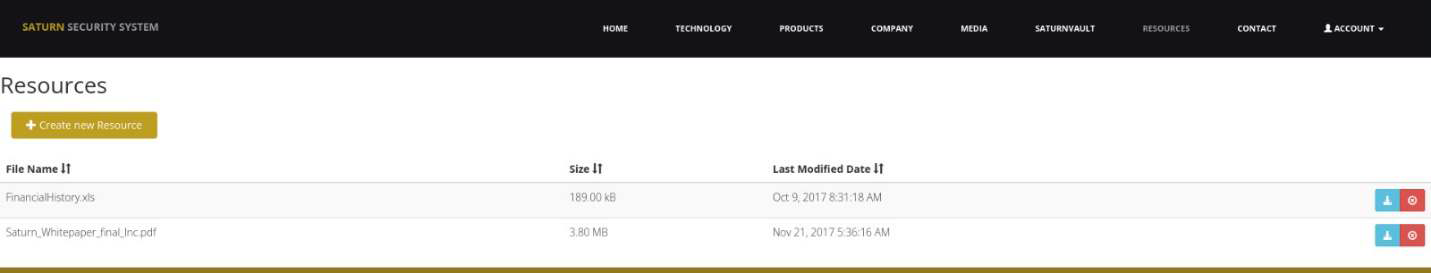 SATURN SECURITY SYSTEM HOME TECHNOLOGY PRODUCTS COMPANY MEDIA SATURNVAULT RESOURCES CONTACT ACCOUNT
Resources
Create new Resource
File Name Size Last Modified Date
FinancialHistory.xls 189.00 kB Oct 9, 2017 8:31:18 AM
Saturn_Whitepaper_final_Inc.pdf 3.80 MB Nov 21, 2017 5:36:16 AM